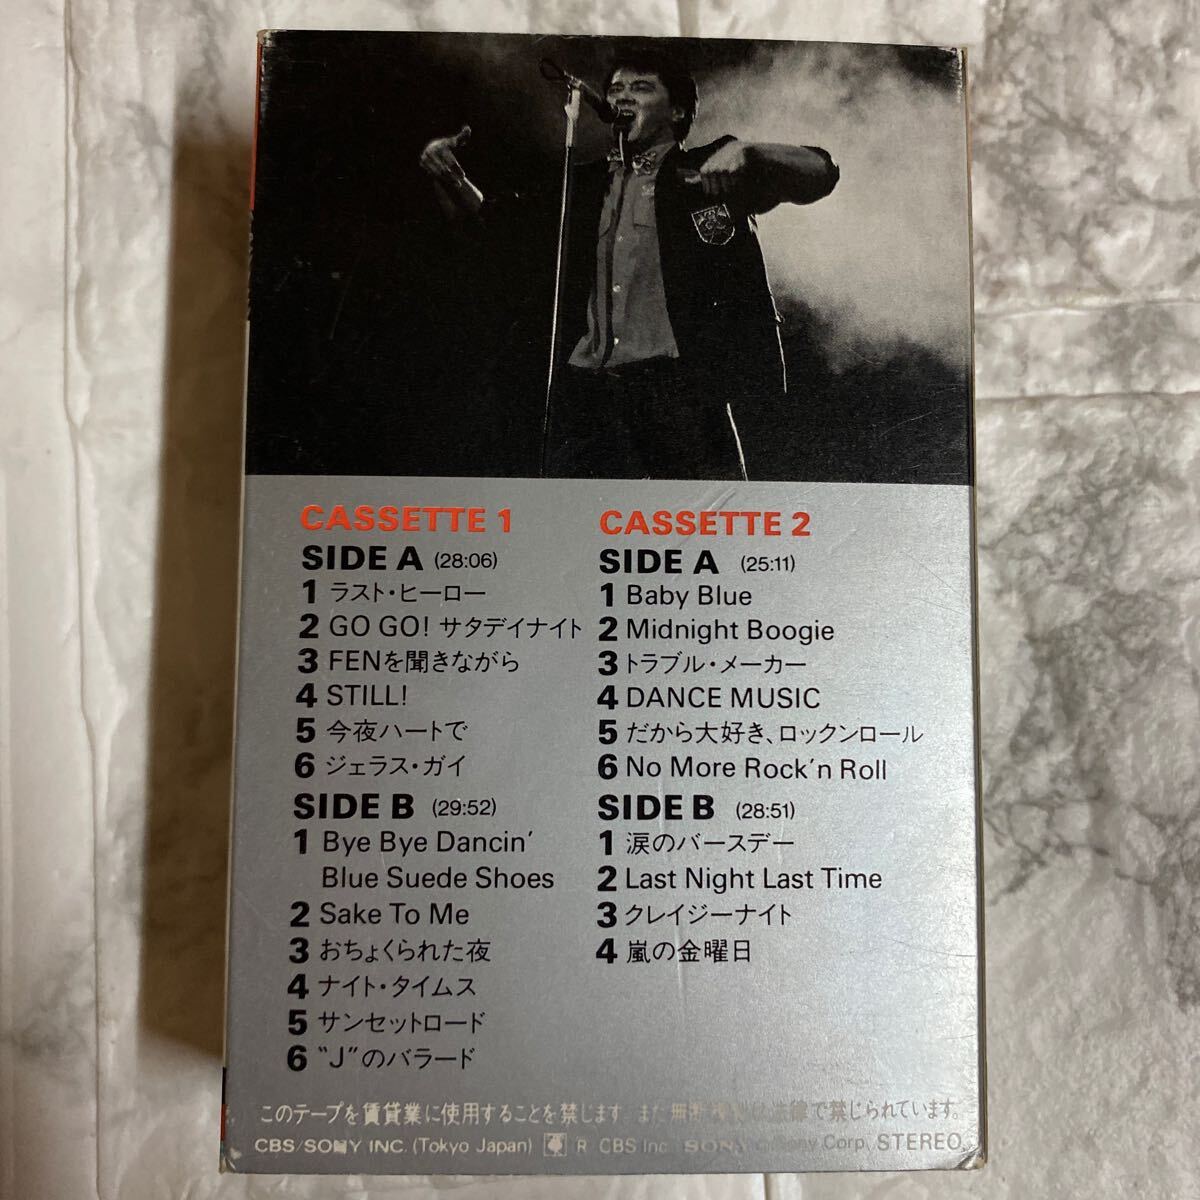 CASSETTE 1
SIDE A (28:06)
1 ラスト・ヒーロー
2 GO GO! サタデイナイト
3 FENを聞きながら
4 STILL!
5 今夜ハートで
6 ジェラス・ガイ
SIDE B (29:52)
1 Bye Bye Dancin'
Blue Suede Shoes
2 Sake To Me
3 おちょくられた夜
4 ナイト・タイムス
5 サンセットロード
6 "J"のバラード
CASSETTE 2
SIDE A (25:11)
1 Baby Blue
2 Midnight Boogie
3 トラブル・メーカー
4 DANCE MUSIC
5 だから大好き、ロックンロール
6 No More Rock'n Roll
SIDE B (28:51)
1 涙のバースデー
2 Last Night Last Time
3 クレイジーナイト
4 嵐の金曜日
このテープを賃貸業に使用することを禁じます。また無断 法律で禁じられています。
CBS/SONY INC. (Tokyo Japan) R CBS Inc. SONY Sony Corp. STEREO